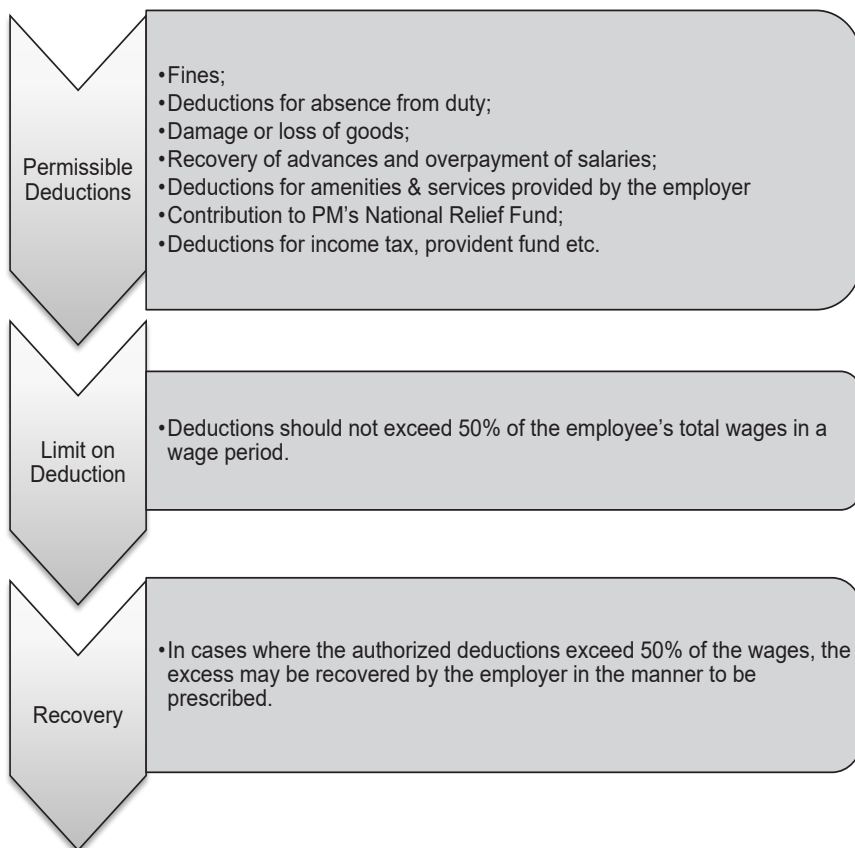 Permissible
Deductions
•Fines;
•Deductions for absence from duty;
•Damage or loss of goods;
•Recovery of advances and overpayment of salaries;
•Deductions for amenities & services provided by the employer
•Contribution to PM’s National Relief Fund;
•Deductions for income tax, provident fund etc.
Limit on
Deduction
•Deductions should not exceed 50% of the employee’s total wages in a
wage period.
Recovery
•In cases where the authorized deductions exceed 50% of the wages, the
excess may be recovered by the employer in the manner to be
prescribed.